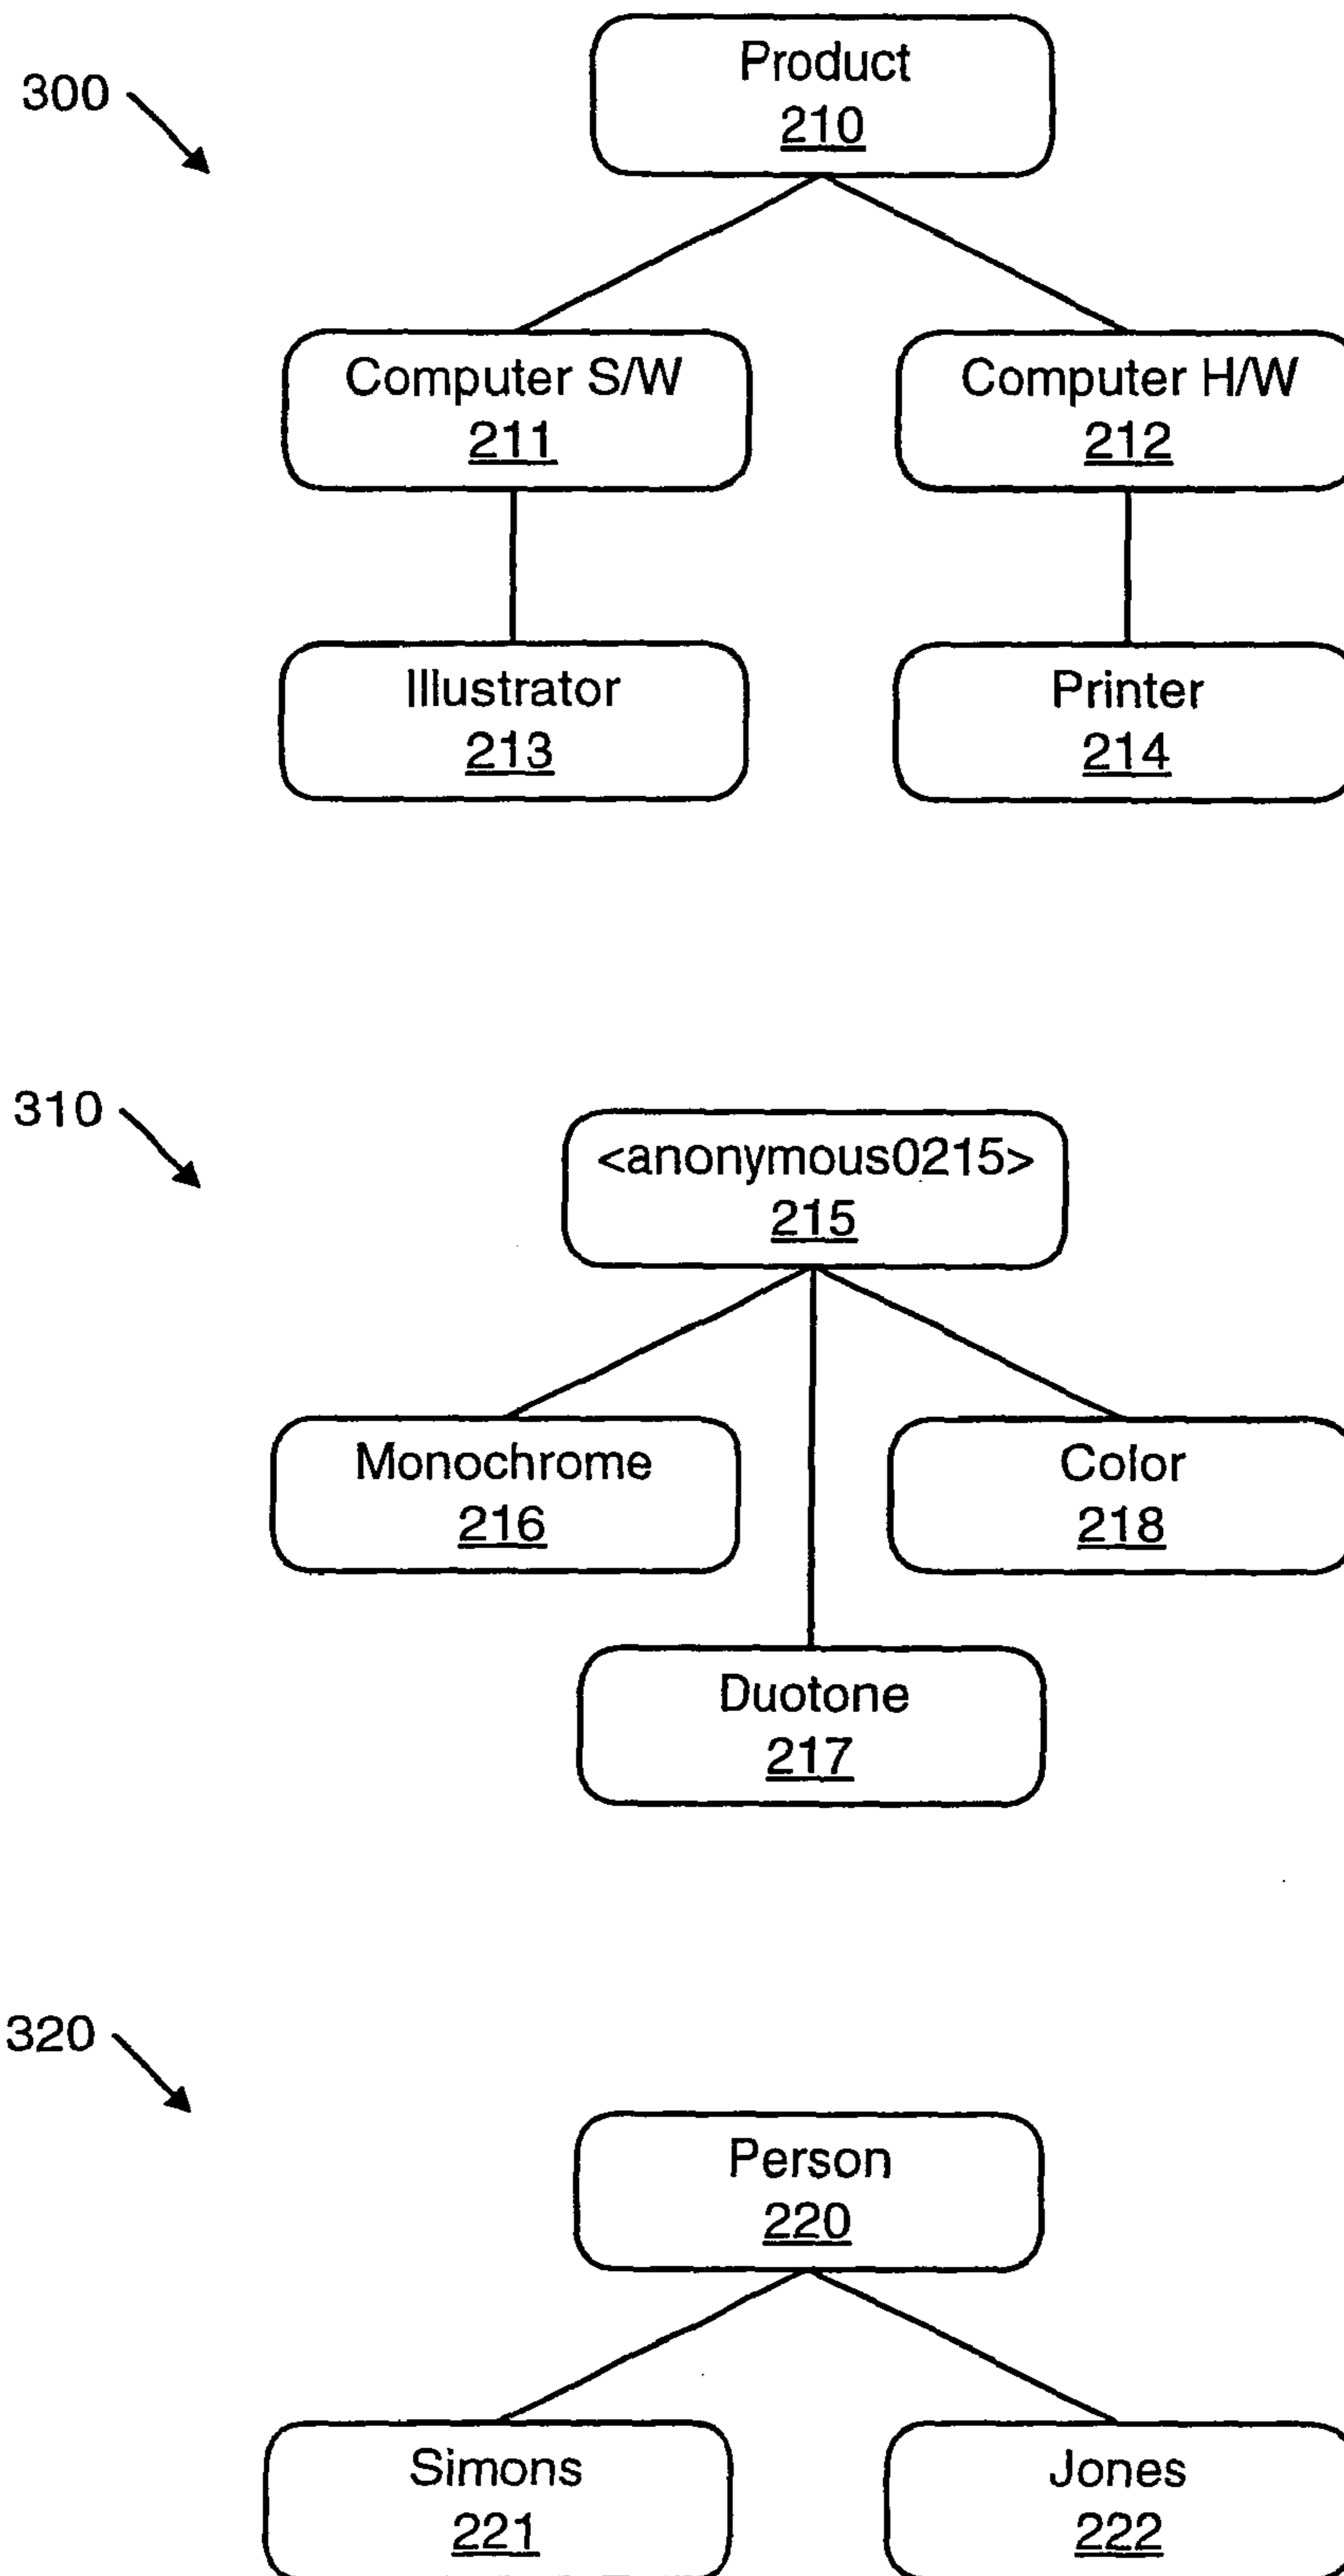 300
Product
210
Computer S/W
211
Computer H/W
212
Illustrator
213
Printer
214
310
<anonymous0215>
215
Monochrome
216
Color
218
Duotone
217
320
Person
220
Simons
221
Jones
222